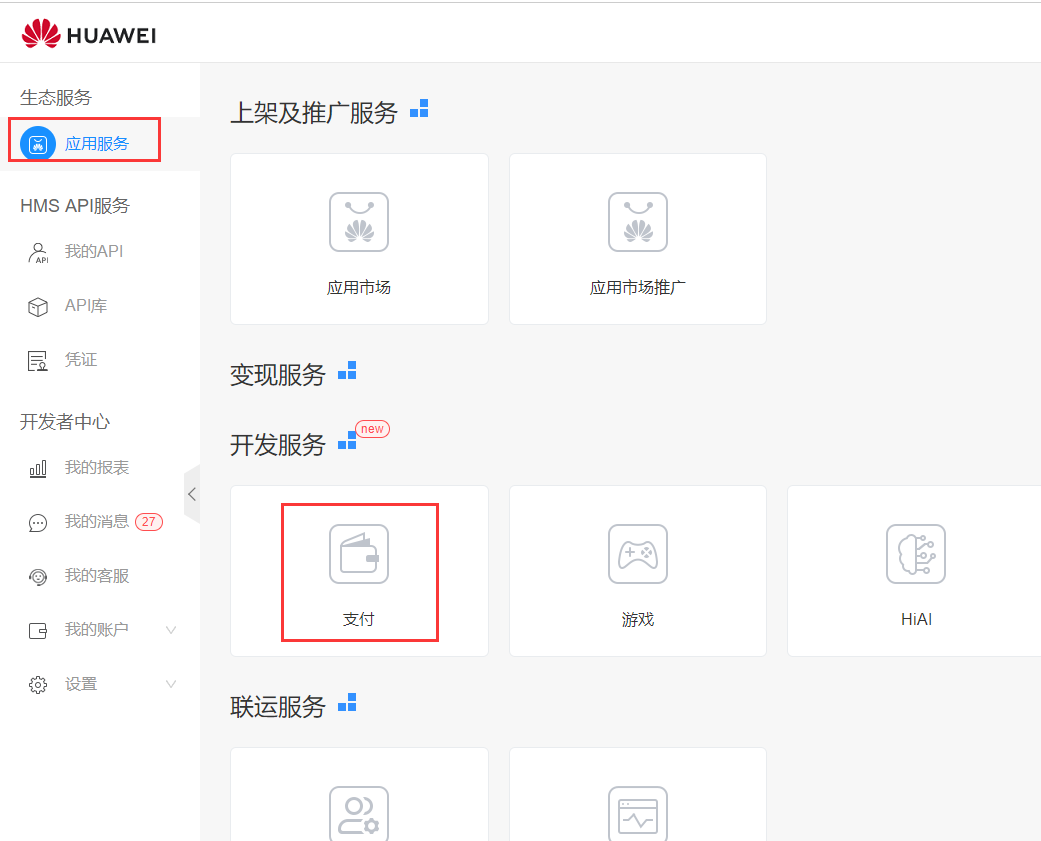 HUAWEI
生态服务
应用服务
HMS API服务
API
我的API
API库
凭证
开发者中心
我的报表
我的消息 27
我的客服
我的账户
设置
上架及推广服务
应用市场
应用市场推广
变现服务
开发服务 new
支付
游戏
HiAI
联运服务